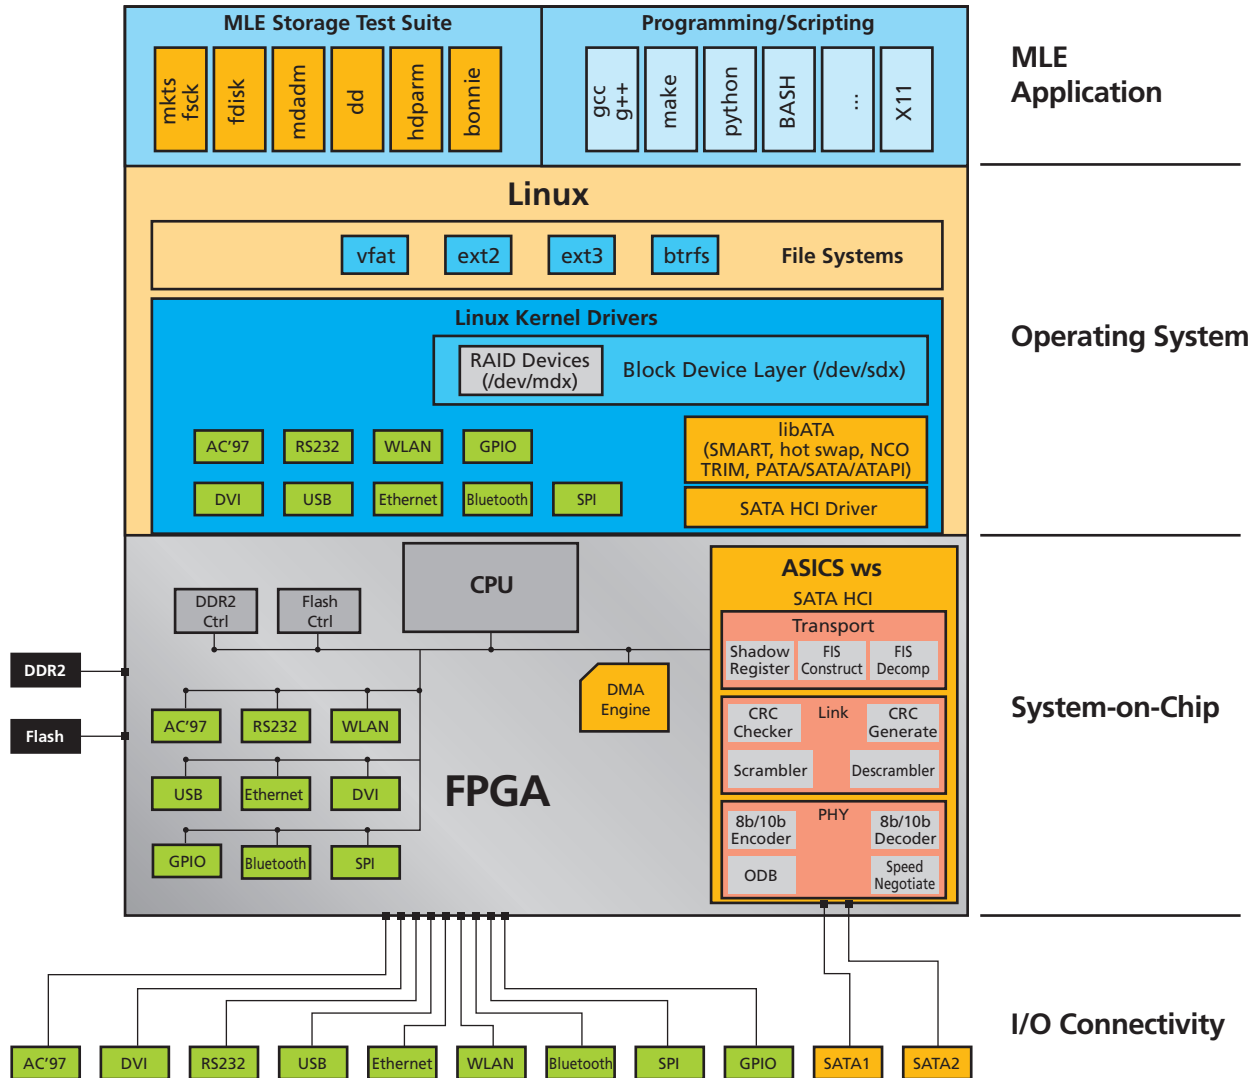 MLE Storage Test Suite
mkts
fsck
fdisk
mdadm
dd
hdparm
bonnie
Programming/Scripting
gcc
g++
make
python
BASH
...
X11
MLE
Application
Linux
vfat
ext2
ext3
btrfs
File Systems
Linux Kernel Drivers
RAID Devices
(/dev/mdx)
Block Device Layer (/dev/sdx)
AC'97
RS232
WLAN
GPIO
DVI
USB
Ethernet
Bluetooth
SPI
libATA
(SMART, hot swap, NCO
TRIM, PATA/SATA/ATAPI)
SATA HCI Driver
Operating System
CPU
DDR2
Ctrl
Flash
Ctrl
DDR2
Flash
DMA
Engine
AC'97
RS232
WLAN
USB
Ethernet
DVI
GPIO
Bluetooth
SPI
FPGA
ASICS ws
SATA HCI
Transport
Shadow
Register
FIS
Construct
FIS
Decomp
Link
CRC
Checker
CRC
Generate
Scrambler
Descrambler
PHY
8b/10b
Encoder
8b/10b
Decoder
ODB
Speed
Negotiate
System-on-Chip
I/O Connectivity
AC'97
DVI
RS232
USB
Ethernet
WLAN
Bluetooth
SPI
GPIO
SATA1
SATA2